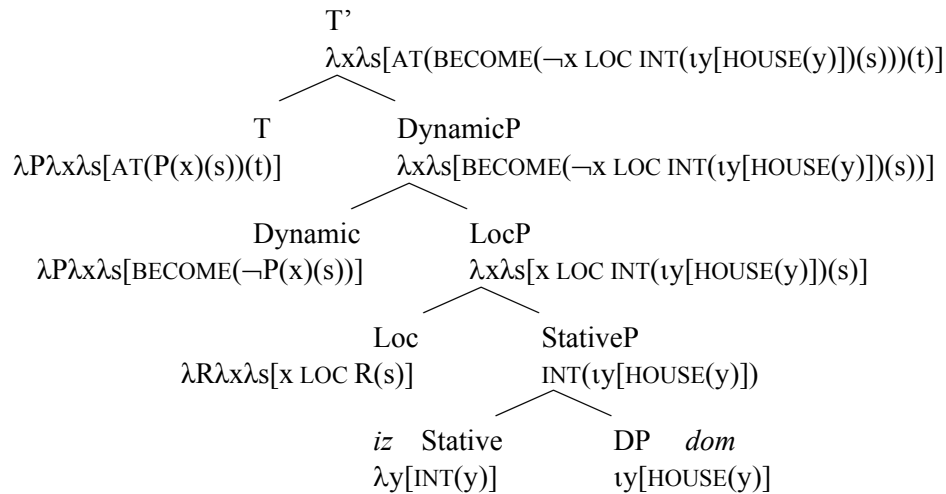 T’
λxλs[AT(BECOME(¬x LOC INT(ιy[HOUSE(y)])(s)))(t)]
T DynamicP
λPλxλs[AT(P(x)(s))(t)] λxλs[BECOME(¬x LOC INT(ιy[HOUSE(y)])(s))]
Dynamic LocP
λPλxλs[BECOME(¬P(x)(s))] λxλs[x LOC INT(ιy[HOUSE(y)])(s)]
Loc StativeP
λRλxλs[x LOC R(s)] INT(ιy[HOUSE(y)])
iz Stative DP dom
λy[INT(y)] ιy[HOUSE(y)]